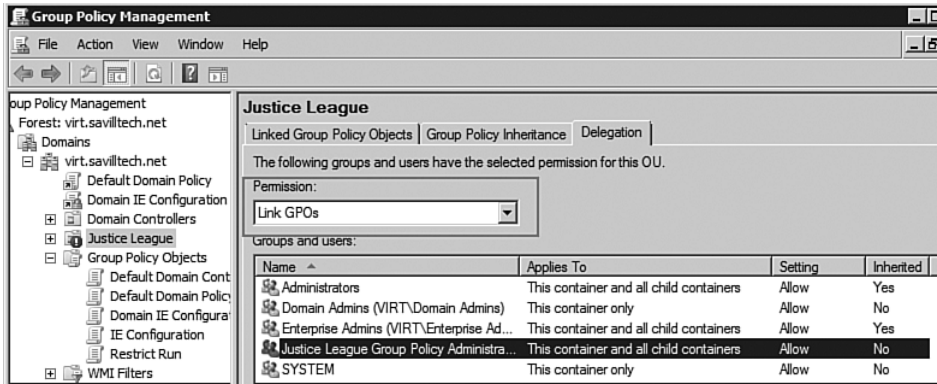 Group Policy Management
File Action View Window Help
oup Policy Management
Forest: virt.savilltech.net
Domains
virt.savilltech.net
Default Domain Policy
Domain IE Configuration
Domain Controllers
Justice League
Group Policy Objects
Default Domain Cont
Default Domain Policy
Domain IE Configurat
IE Configuration
Restrict Run
WMI Filters
Justice League
Linked Group Policy Objects Group Policy Inheritance Delegation
The following groups and users have the selected permission for this OU.
Permission:
Link GPOs
Groups and users:
Name Applies To Setting Inherited
Administrators This container and all child containers Allow Yes
Domain Admins (VIRT\Domain Admins) This container only Allow No
Enterprise Admins (VIRT\Enterprise Ad... This container and all child containers Allow Yes
Justice League Group Policy Administra... This container and all child containers Allow No
SYSTEM This container only Allow No